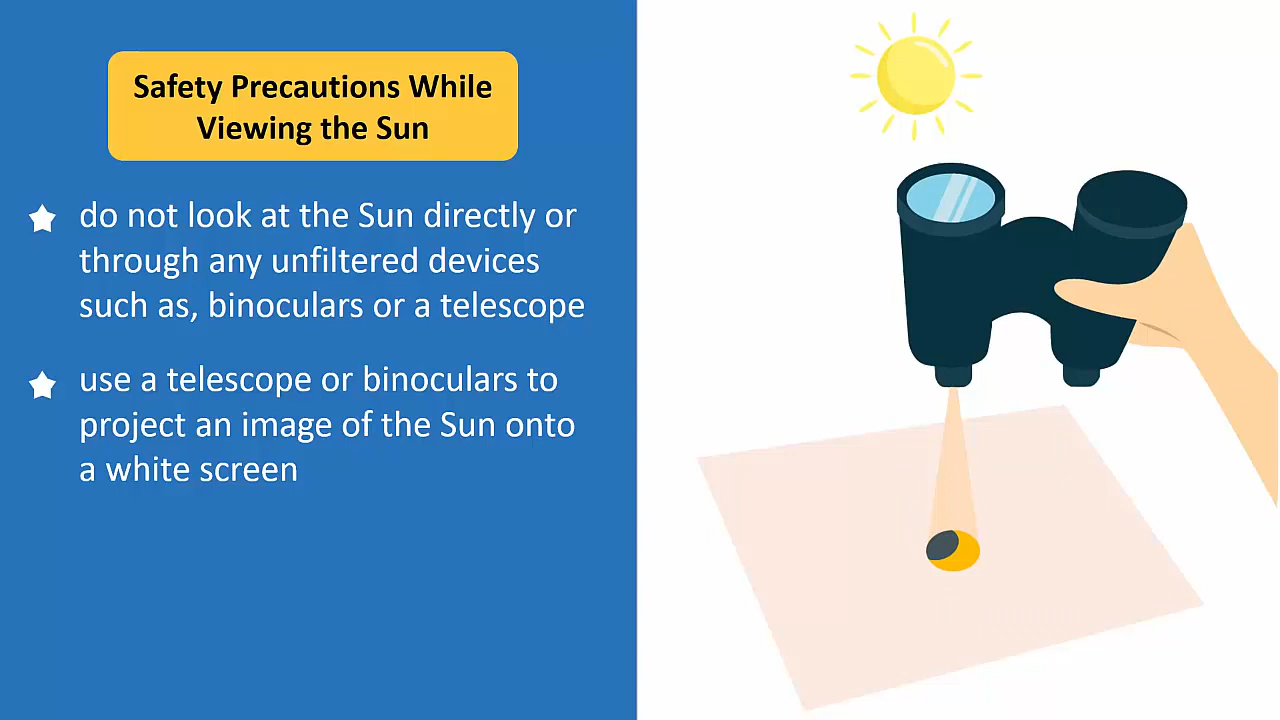 Safety Precautions While
Viewing the Sun
do not look at the Sun directly or
through any unfiltered devices
such as, binoculars or a telescope
use a telescope or binoculars to
project an image of the Sun onto
a white screen